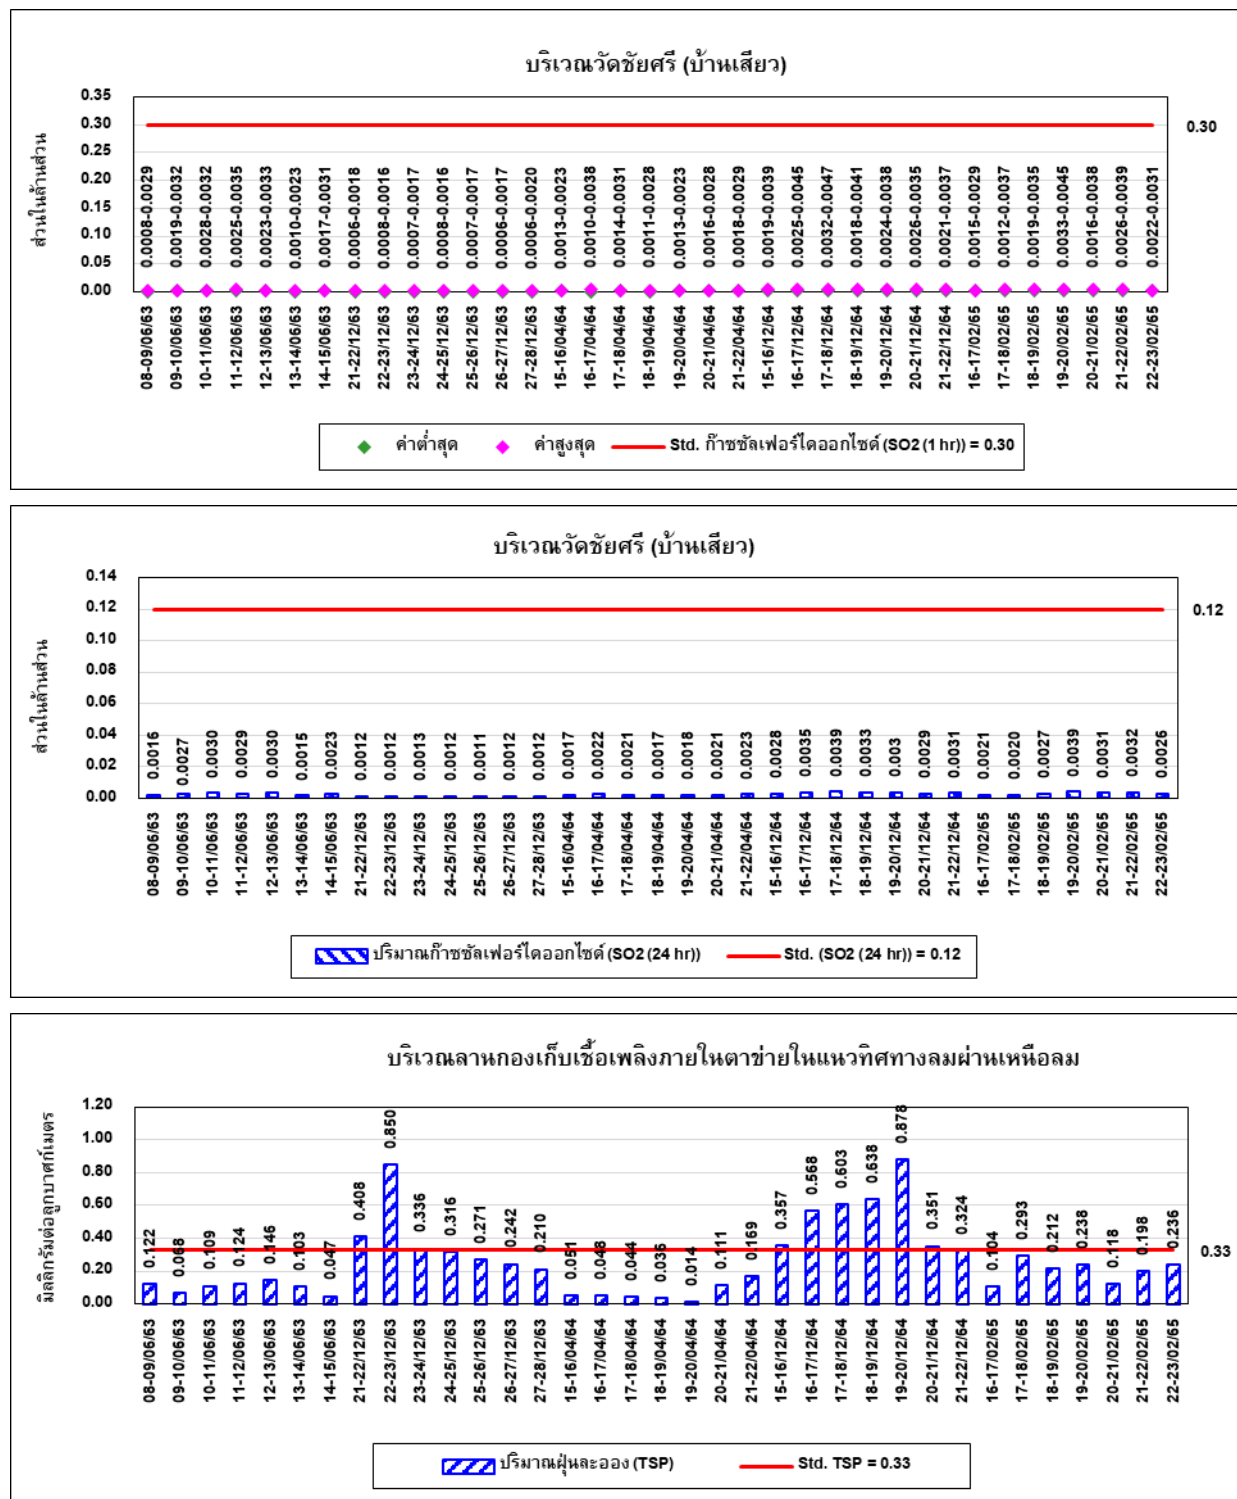 บริเวณวัดชัยศรี (บ้านเสียว)
ส่วนในล้านส่วน
0.35
0.30
0.25
0.20
0.15
0.10
0.05
0.00
0.30
0.0008-0.0029 0.0019-0.0032 0.0028-0.0032 0.0025-0.0035 0.0023-0.0033 0.0010-0.0023 0.0017-0.0031 0.0006-0.0018 0.0008-0.0016 0.0007-0.0017 0.0008-0.0016 0.0007-0.0017 0.0006-0.0017 0.0006-0.0020 0.0013-0.0023 0.0010-0.0038 0.0014-0.0031 0.0011-0.0028 0.0013-0.0023 0.0016-0.0028 0.0018-0.0029 0.0019-0.0039 0.0025-0.0045 0.0032-0.0047 0.0018-0.0041 0.0024-0.0038 0.0026-0.0035 0.0021-0.0037 0.0015-0.0029 0.0012-0.0037 0.0019-0.0035 0.0033-0.0045 0.0016-0.0038 0.0026-0.0039 0.0022-0.0031
08-09/06/63 09-10/06/63 10-11/06/63 11-12/06/63 12-13/06/63 13-14/06/63 14-15/06/63 21-22/12/63 22-23/12/63 23-24/12/63 24-25/12/63 25-26/12/63 26-27/12/63 27-28/12/63 15-16/04/64 16-17/04/64 17-18/04/64 18-19/04/64 19-20/04/64 20-21/04/64 21-22/04/64 15-16/12/64 16-17/12/64 17-18/12/64 18-19/12/64 19-20/12/64 20-21/12/64 21-22/12/64 16-17/02/65 17-18/02/65 18-19/02/65 19-20/02/65 20-21/02/65 21-22/02/65 22-23/02/65
ค่าต่ำสุด ค่าสูงสุด Std. ก๊าซซัลเฟอร์ไดออกไซด์ (SO2 (1 hr)) = 0.30
บริเวณวัดชัยศรี (บ้านเสียว)
ส่วนในล้านส่วน
0.14
0.12
0.10
0.08
0.06
0.04
0.02
0.00
0.12
0.0016 0.0027 0.0030 0.0029 0.0030 0.0015 0.0023 0.0012 0.0012 0.0013 0.0012 0.0011 0.0012 0.0012 0.0017 0.0022 0.0021 0.0017 0.0018 0.0021 0.0023 0.0028 0.0035 0.0039 0.0033 0.003 0.0029 0.0031 0.0021 0.0020 0.0027 0.0039 0.0031 0.0032 0.0026
08-09/06/63 09-10/06/63 10-11/06/63 11-12/06/63 12-13/06/63 13-14/06/63 14-15/06/63 21-22/12/63 22-23/12/63 23-24/12/63 24-25/12/63 25-26/12/63 26-27/12/63 27-28/12/63 15-16/04/64 16-17/04/64 17-18/04/64 18-19/04/64 19-20/04/64 20-21/04/64 21-22/04/64 15-16/12/64 16-17/12/64 17-18/12/64 18-19/12/64 19-20/12/64 20-21/12/64 21-22/12/64 16-17/02/65 17-18/02/65 18-19/02/65 19-20/02/65 20-21/02/65 21-22/02/65 22-23/02/65
ปริมาณก๊าซซัลเฟอร์ไดออกไซด์ (SO2 (24 hr)) Std. (SO2 (24 hr)) = 0.12
บริเวณลานกองเก็บเชื้อเพลิงภายในตาข่ายในแนวทิศทางลมผ่านเหนือลม
มิลลิกรัมต่อลูกบาศก์เมตร
1.20
1.00
0.80
0.60
0.40
0.20
0.00
0.33
0.122 0.068 0.109 0.124 0.146 0.103 0.047 0.408 0.850 0.336 0.316 0.271 0.242 0.210 0.051 0.048 0.044 0.036 0.014 0.111 0.169 0.357 0.568 0.603 0.638 0.878 0.351 0.324 0.104 0.293 0.212 0.238 0.118 0.198 0.236
08-09/06/63 09-10/06/63 10-11/06/63 11-12/06/63 12-13/06/63 13-14/06/63 14-15/06/63 21-22/12/63 22-23/12/63 23-24/12/63 24-25/12/63 25-26/12/63 26-27/12/63 27-28/12/63 15-16/04/64 16-17/04/64 17-18/04/64 18-19/04/64 19-20/04/64 20-21/04/64 21-22/04/64 15-16/12/64 16-17/12/64 17-18/12/64 18-19/12/64 19-20/12/64 20-21/12/64 21-22/12/64 16-17/02/65 17-18/02/65 18-19/02/65 19-20/02/65 20-21/02/65 21-22/02/65 22-23/02/65
ปริมาณฝุ่นละออง (TSP) Std. TSP = 0.33